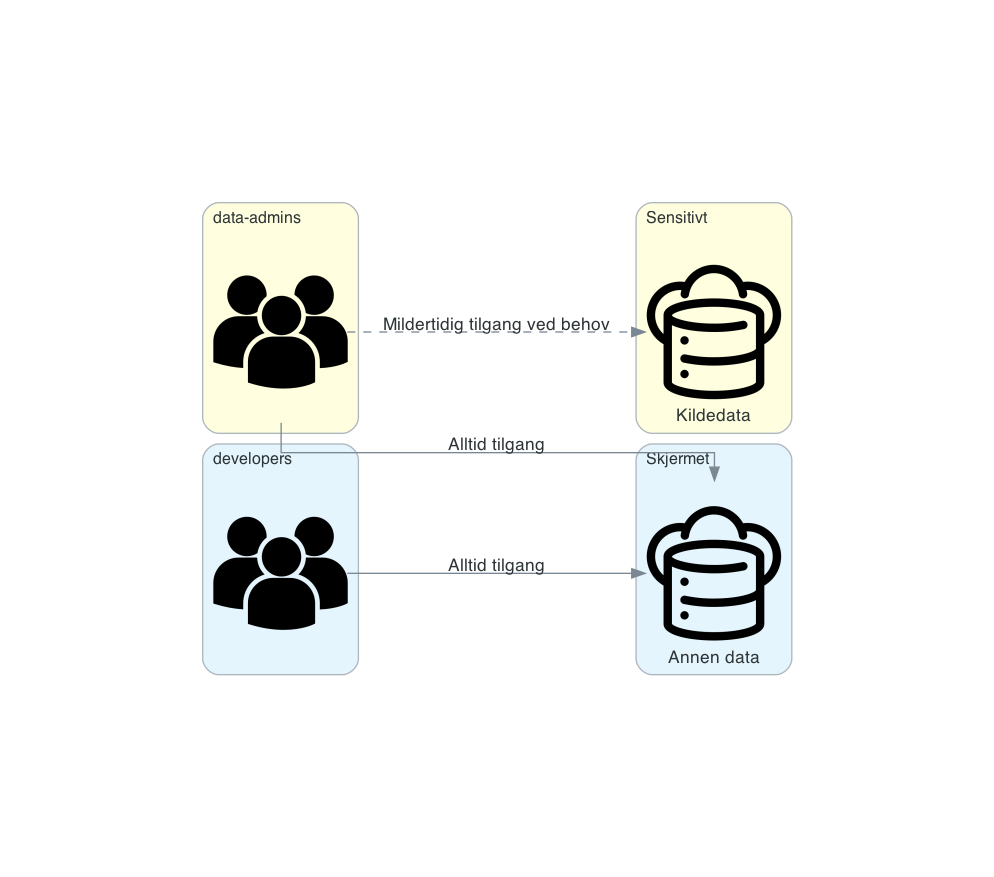 data-admins
Sensitivt
Mildertidig tilgang ved behov
Kildedata
Alltid tilgang
developers
Skjermet
Alltid tilgang
Annen data